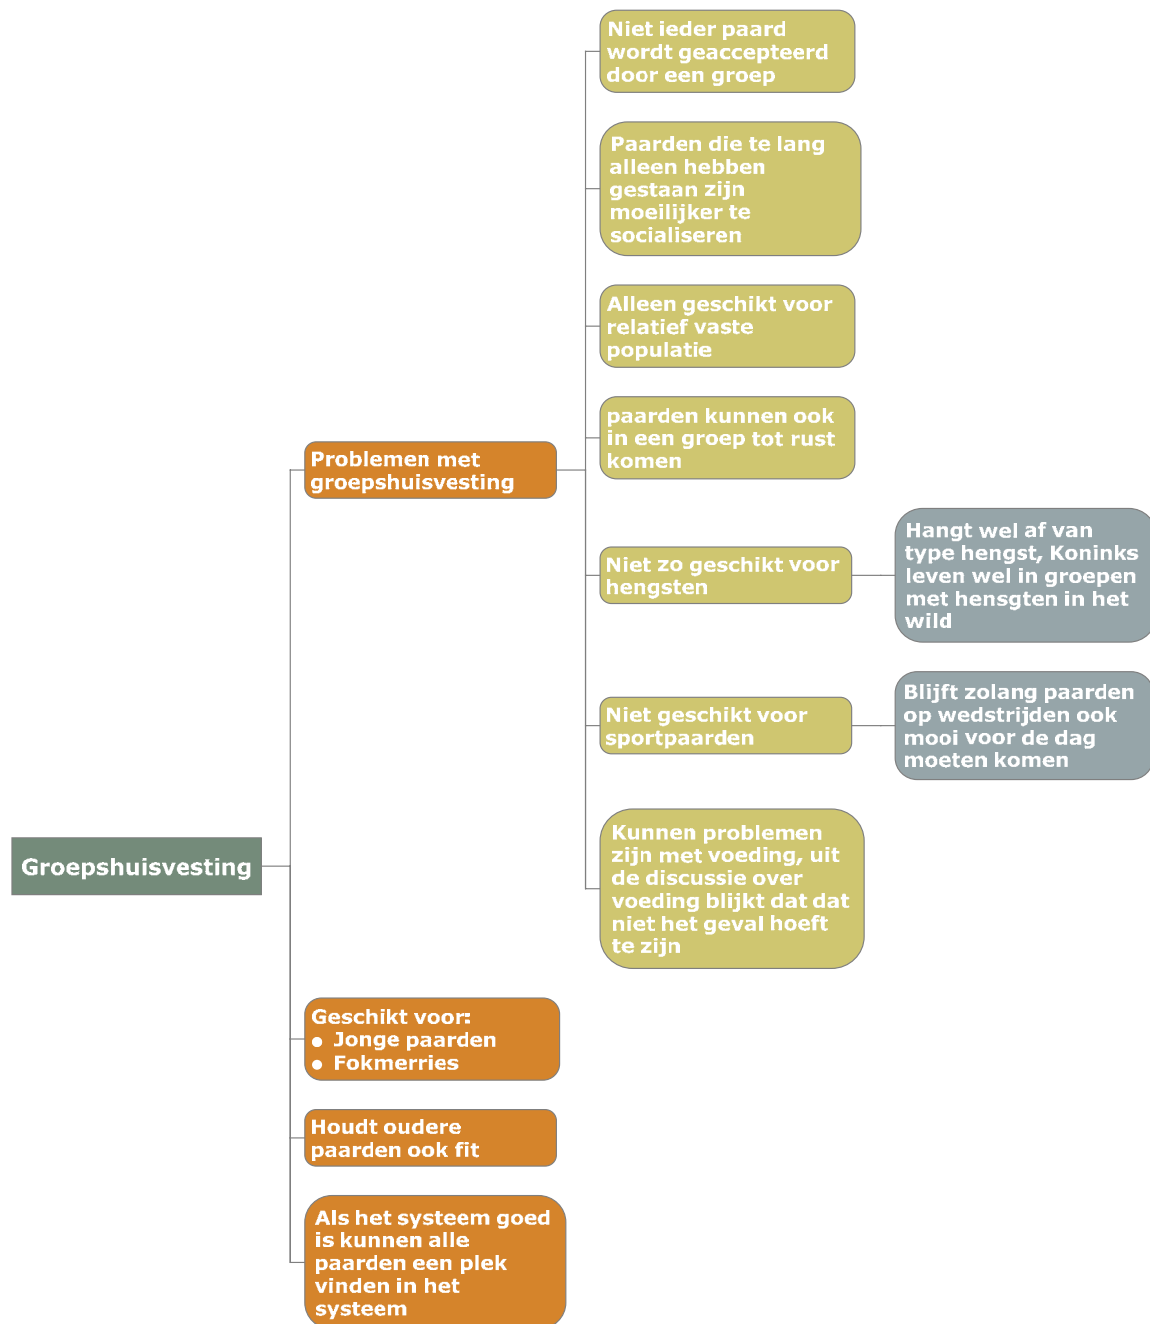 Niet ieder paard
wordt geaccepteerd
door een groep
Paarden die te lang
alleen hebben
gestaan zijn
moeilijker te
socialiseren
Alleen geschikt voor
relatief vaste
populatie
paarden kunnen ook
in een groep tot rust
komen
Problemen met
groepshuisvesting
Niet zo geschikt voor
hengsten
Hangt wel af van
type hengst, Koninks
leven wel in groepen
met hensgten in het
wild
Niet geschikt voor
sportpaarden
Blijft zolang paarden
op wedstrijden ook
mooi voor de dag
moeten komen
Kunnen problemen
zijn met voeding, uit
de discussie over
voeding blijkt dat dat
niet het geval hoeft
te zijn
Groepshuisvesting
Geschikt voor:
● Jonge paarden
● Fokmerries
Houdt oudere
paarden ook fit
Als het systeem goed
is kunnen alle
paarden een plek
vinden in het
systeem